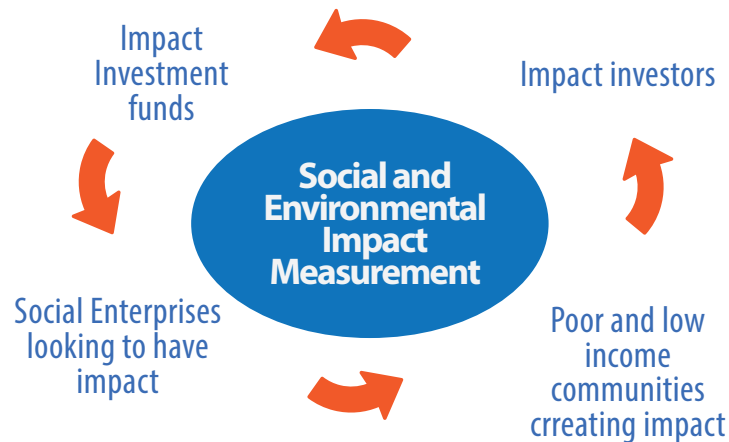 Impact
Investment
funds
Impact investors
Social and
Environmental
Impact
Measurement
Social Enterprises
looking to have
impact
Poor and low
income
communities
crreating impact